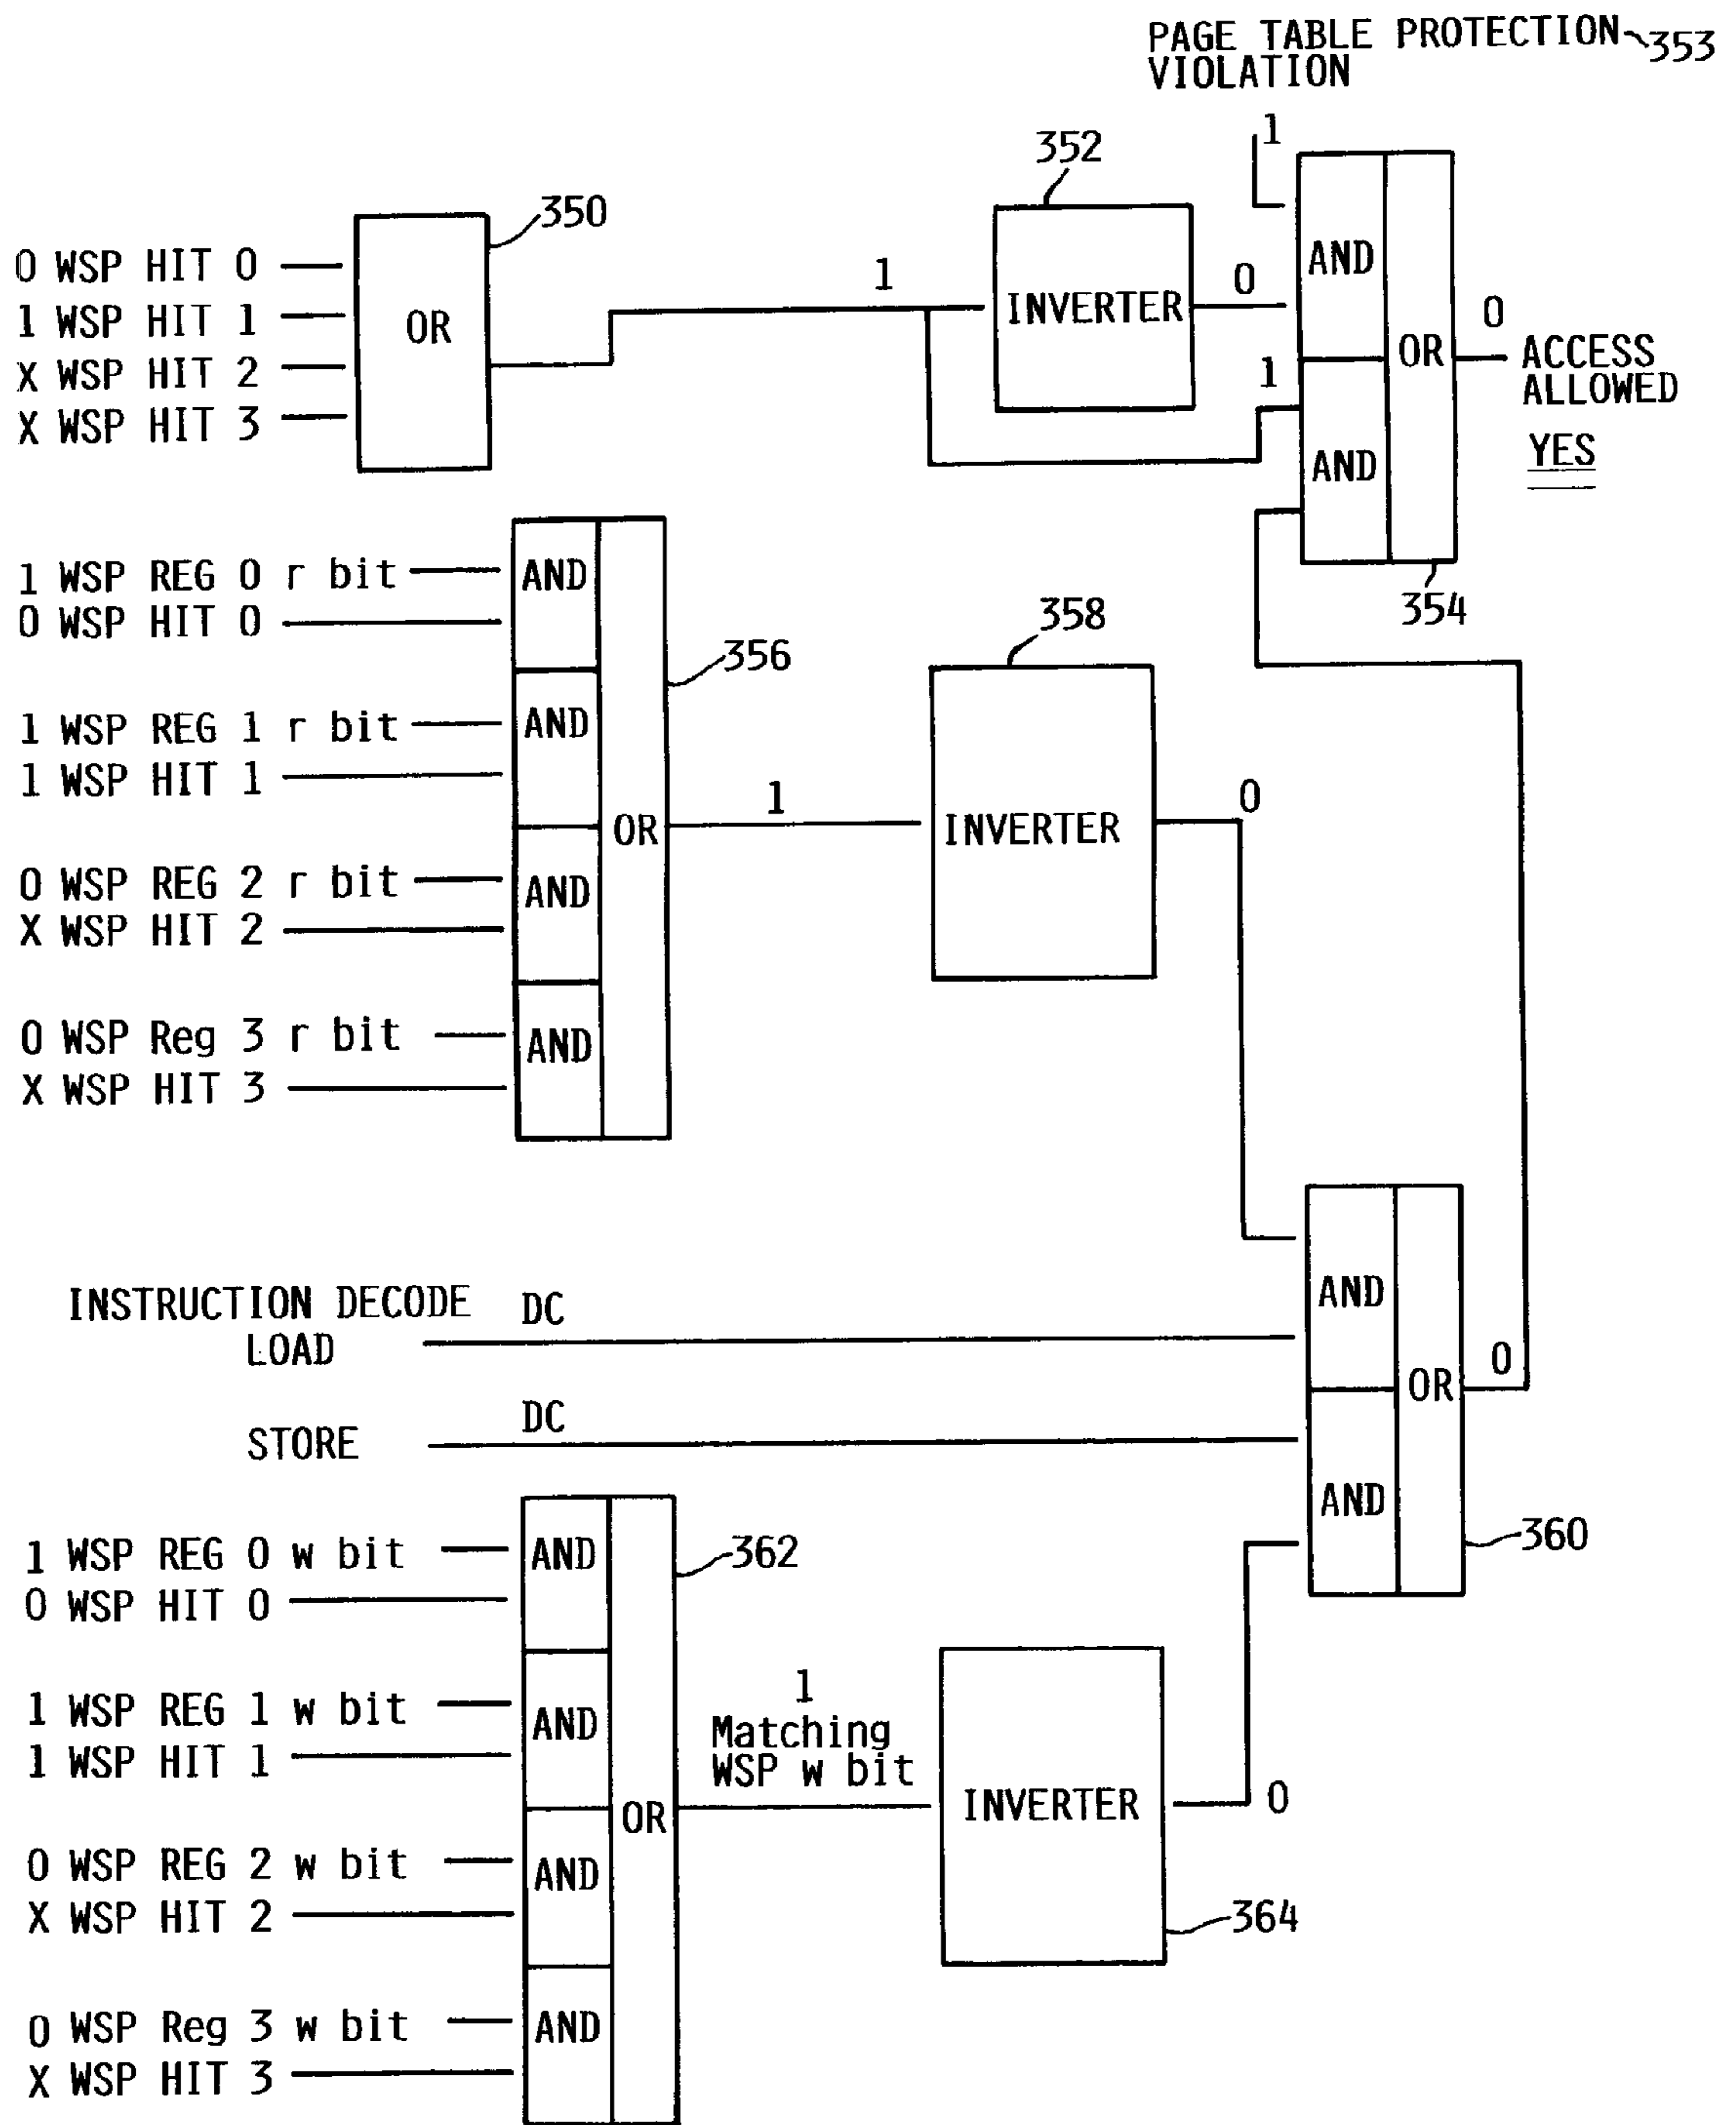 PAGE TABLE PROTECTION 353
VIOLATION
1
352
350
0 WSP HIT 0
1 WSP HIT 1
X WSP HIT 2
X WSP HIT 3
OR
1
INVERTER
0
1
AND
AND
OR
0
ACCESS
ALLOWED
YES
354
1 WSP REG 0 r bit
0 WSP HIT 0
1 WSP REG 1 r bit
1 WSP HIT 1
0 WSP REG 2 r bit
X WSP HIT 2
0 WSP Reg 3 r bit
X WSP HIT 3
AND
AND
AND
AND
OR
356
1
358
INVERTER
0
INSTRUCTION DECODE
LOAD
DC
STORE
DC
AND
AND
OR
0
360
1 WSP REG 0 w bit
0 WSP HIT 0
1 WSP REG 1 w bit
1 WSP HIT 1
0 WSP REG 2 w bit
X WSP HIT 2
0 WSP Reg 3 w bit
X WSP HIT 3
AND
AND
AND
AND
OR
362
1
Matching
WSP w bit
INVERTER
0
364